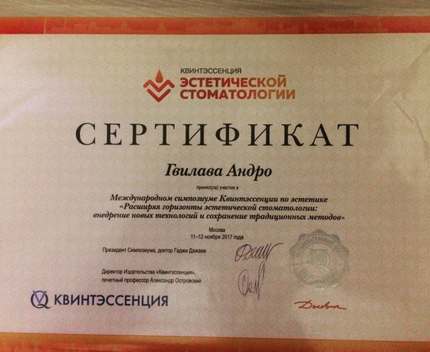 КВИНТЭССЕНЦИЯ
ЭСТЕТИЧЕСКОЙ
СТОМАТОЛОГИИ
СЕРТИФИКАТ
Гвилава Андро
принял(а) участие в
Международном симпозиуме Квинтэссенции по эстетике
«Расширяя горизонты эстетической стоматологии:
внедрение новых технологий и сохранение традиционных методов»
Москва
11–12 ноября 2017 года
Президент Симпозиума, доктор Гаджи Дажаев
Директор Издательства «Квинтэссенция»,
почетный профессор Александр Островский
КВИНТЭССЕНЦИЯ